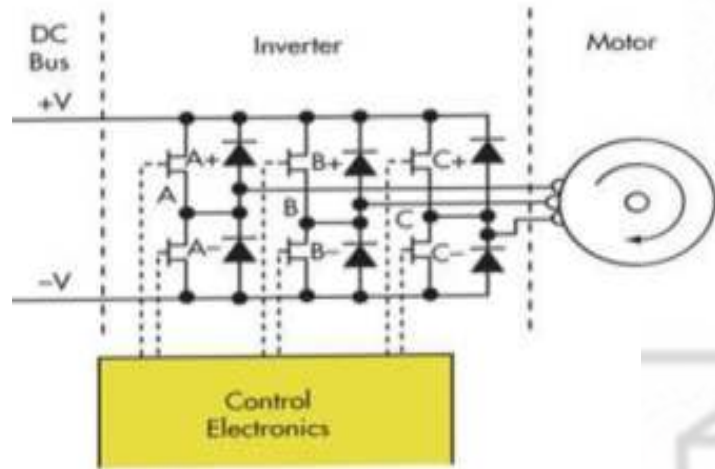 DC
Bus
Inverter
Motor
+V
A+
B+
C+
A
B
C
A–
B–
C–
–V
Control
Electronics